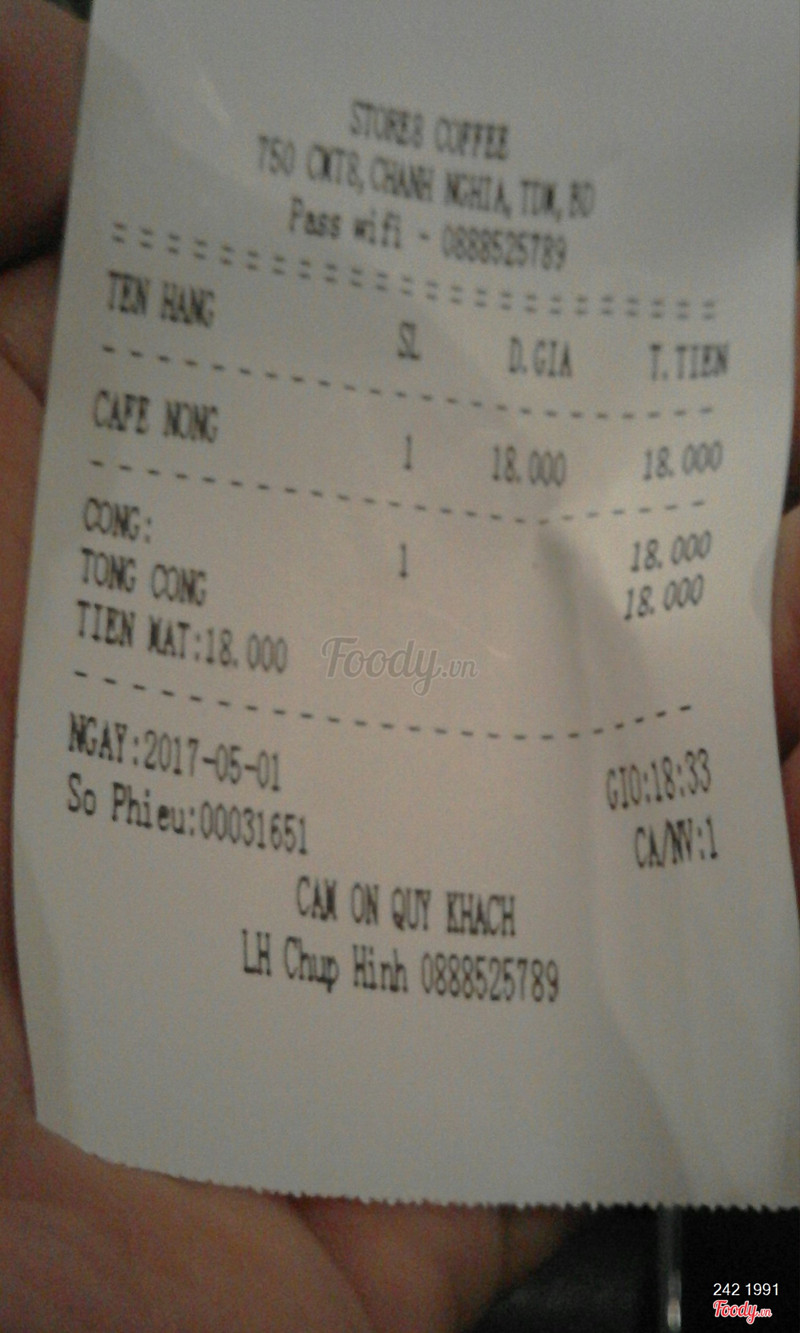 STORE8 COFFEE
750 CMT8, CHANH NGHIA, TDM, BD
Pass wifi - 0888525789
=========================
TEN HANG SL D.GIA T.TIEN
CAFE NONG 1 18.000 18.000
CONG: 1 18.000
TONG CONG 18.000
TIEN MAT:18.000
Foody.vn
NGAY:2017-05-01 GIO:18:33
So Phieu:00031651 CA/NV:1
CAM ON QUY KHACH
LH Chup Hinh 0888525789
242 1991
Foody.vn